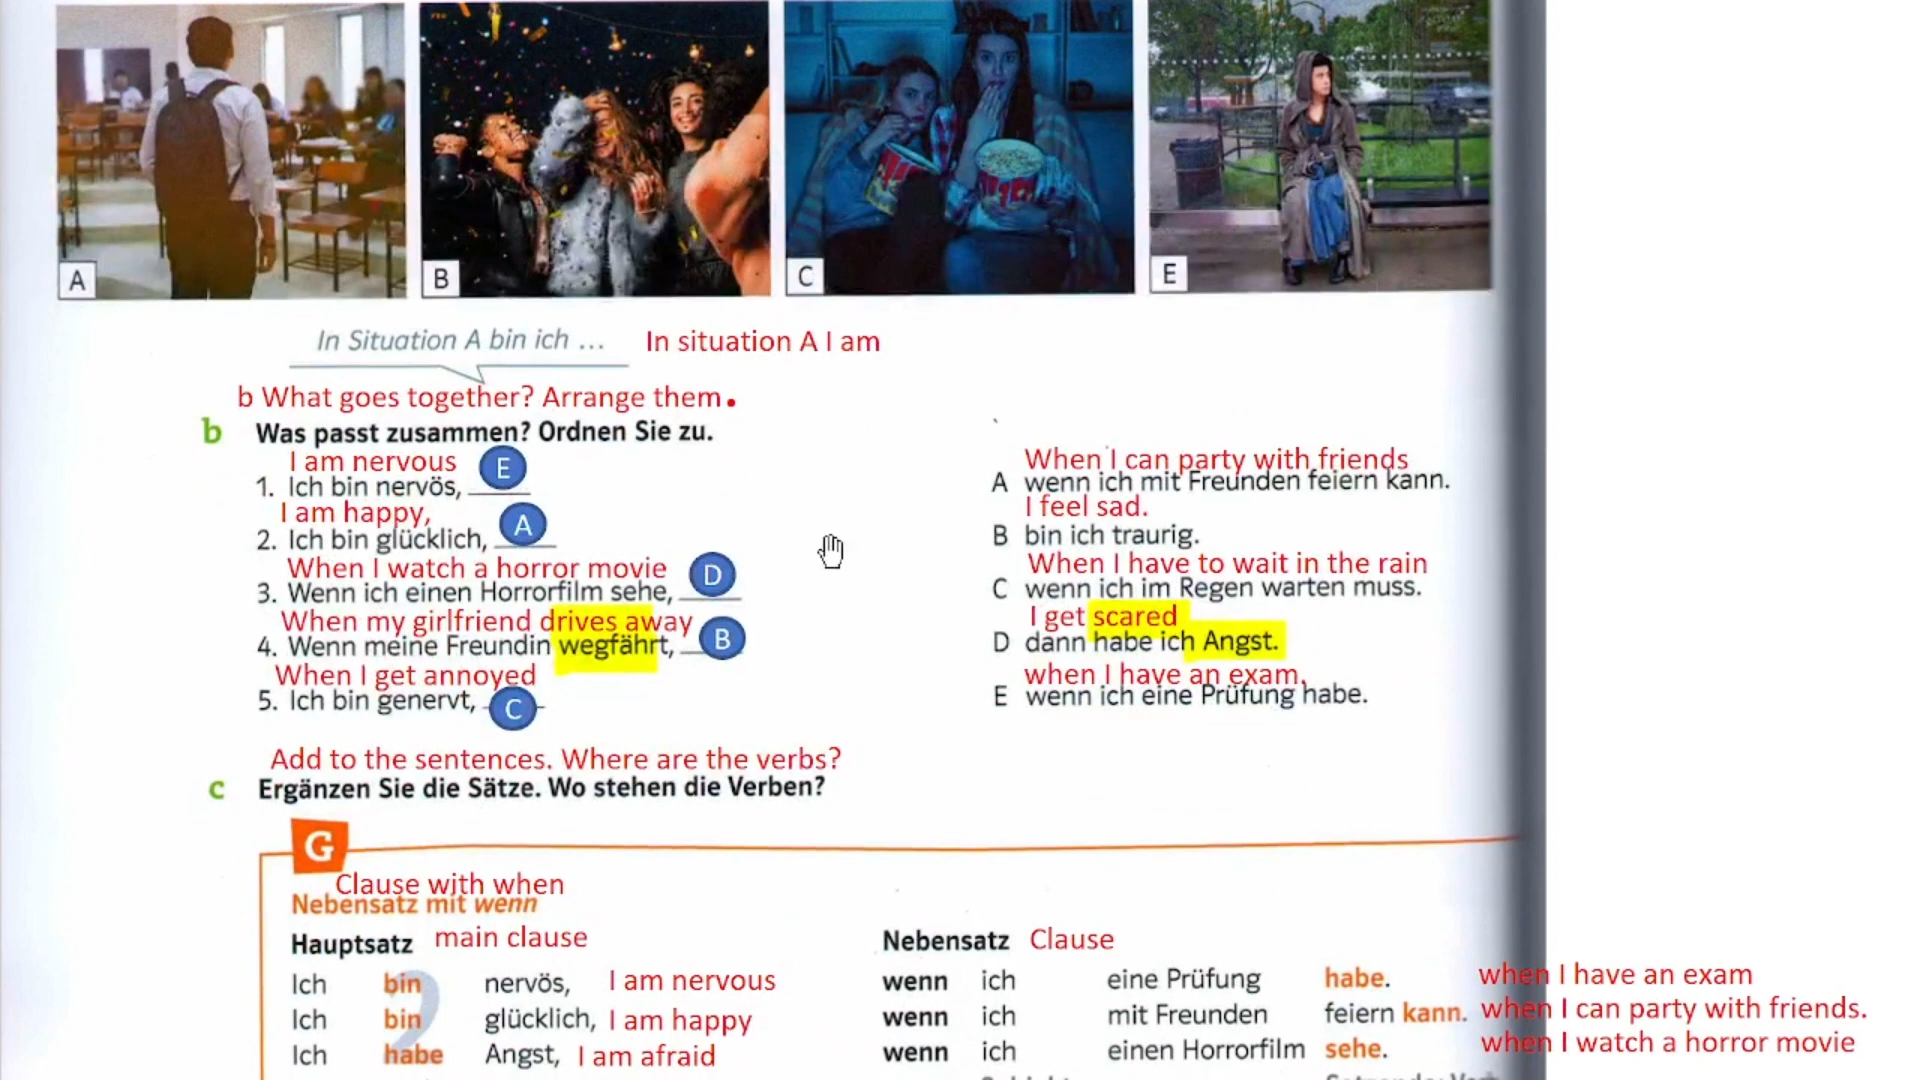 A
B
C
E
In Situation A bin ich ...
In situation A I am
b What goes together? Arrange them.
b Was passt zusammen? Ordnen Sie zu.
I am nervous
1. Ich bin nervös, E
I am happy,
2. Ich bin glücklich, A
When I watch a horror movie
3. Wenn ich einen Horrorfilm sehe, D
When my girlfriend drives away
4. Wenn meine Freundin wegfährt, B
When I get annoyed
5. Ich bin genervt, C
When I can party with friends
A wenn ich mit Freunden feiern kann.
I feel sad.
B bin ich traurig.
When I have to wait in the rain
C wenn ich im Regen warten muss.
I get scared
D dann habe ich Angst.
when I have an exam,
E wenn ich eine Prüfung habe.
Add to the sentences. Where are the verbs?
c Ergänzen Sie die Sätze. Wo stehen die Verben?
G
Clause with when
Nebensatz mit wenn
Hauptsatz main clause Nebensatz Clause
Ich bin nervös, I am nervous wenn ich eine Prüfung habe. when I have an exam
Ich bin glücklich, I am happy wenn ich mit Freunden feiern kann. when I can party with friends.
Ich habe Angst, I am afraid wenn ich einen Horrorfilm sehe. when I watch a horror movie